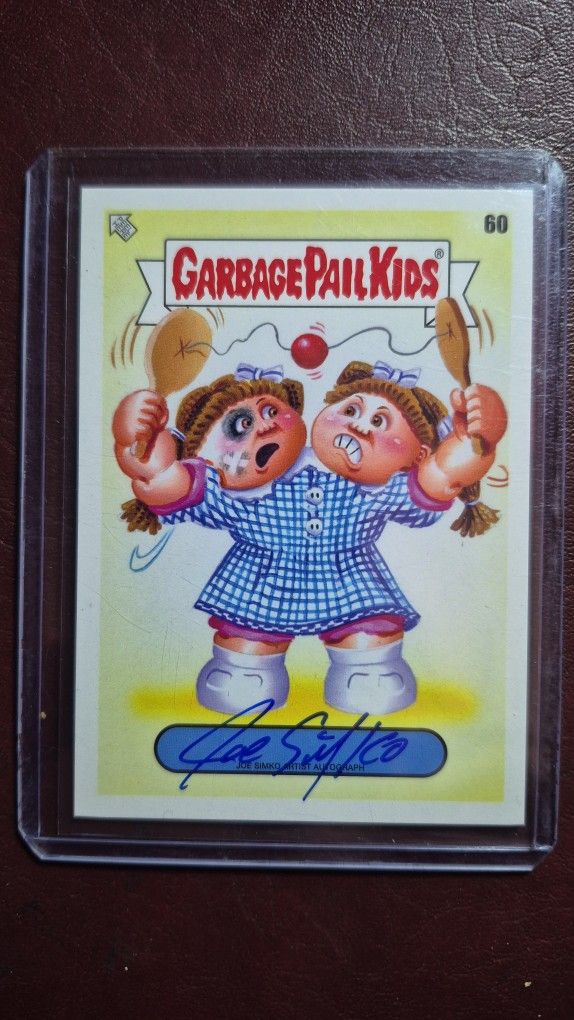 60
GARBAGE PAIL KIDS®
Joe Simko
JOE SIMKO ARTIST AUTOGRAPH